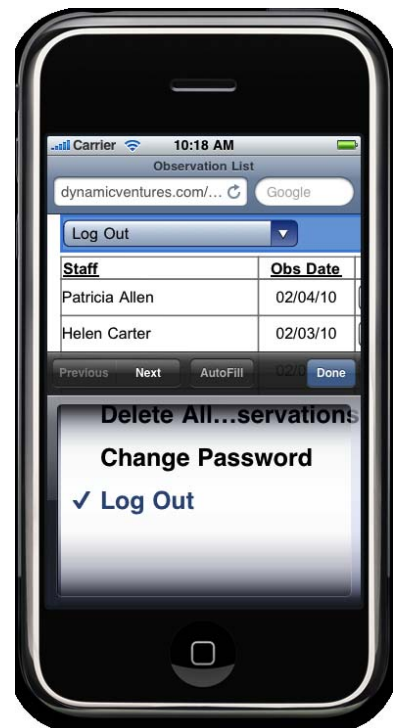 Carrier 10:18 AM
Observation List
dynamicventures.com/... Google
Log Out
Staff Obs Date
Patricia Allen 02/04/10
Helen Carter 02/03/10
Previous Next AutoFill Done
Delete All...servations
Change Password
✓ Log Out